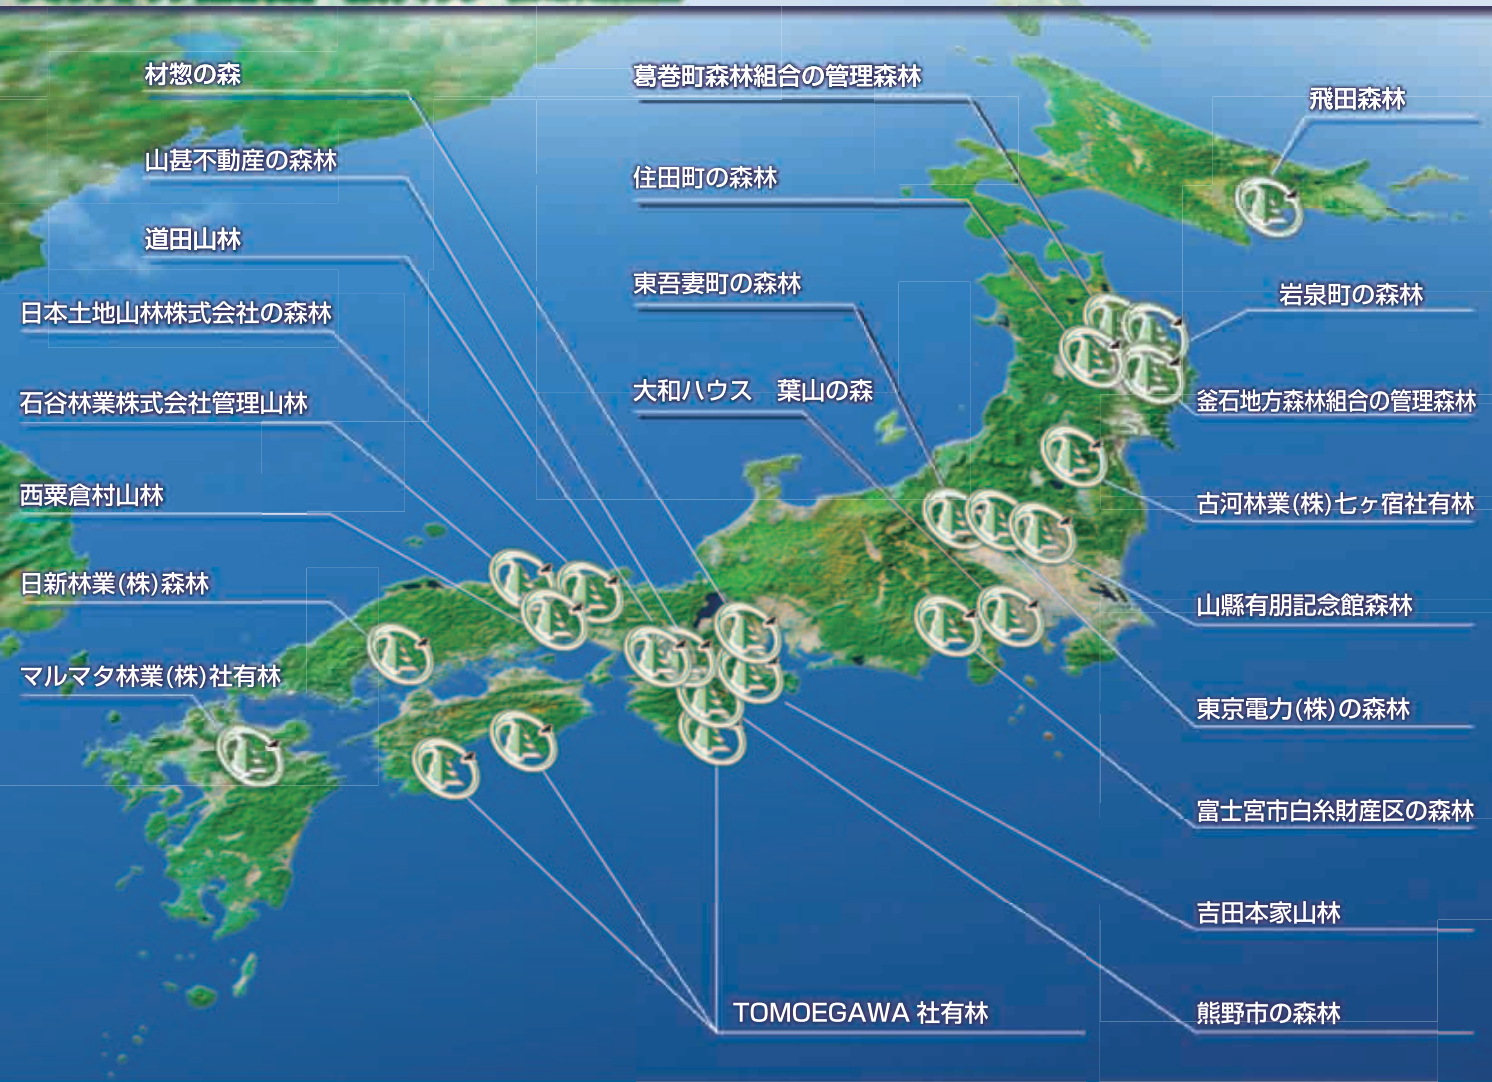 材惣の森
山甚不動産の森林
道田山林
日本土地山林株式会社の森林
石谷林業株式会社管理山林
西粟倉村山林
日新林業(株)森林
マルマタ林業(株)社有林
葛巻町森林組合の管理森林
住田町の森林
東吾妻町の森林
大和ハウス　葉山の森
飛田森林
岩泉町の森林
釜石地方森林組合の管理森林
古河林業(株)七ヶ宿社有林
山縣有朋記念館森林
東京電力(株)の森林
富士宮市白糸財産区の森林
吉田本家山林
熊野市の森林
TOMOEGAWA 社有林